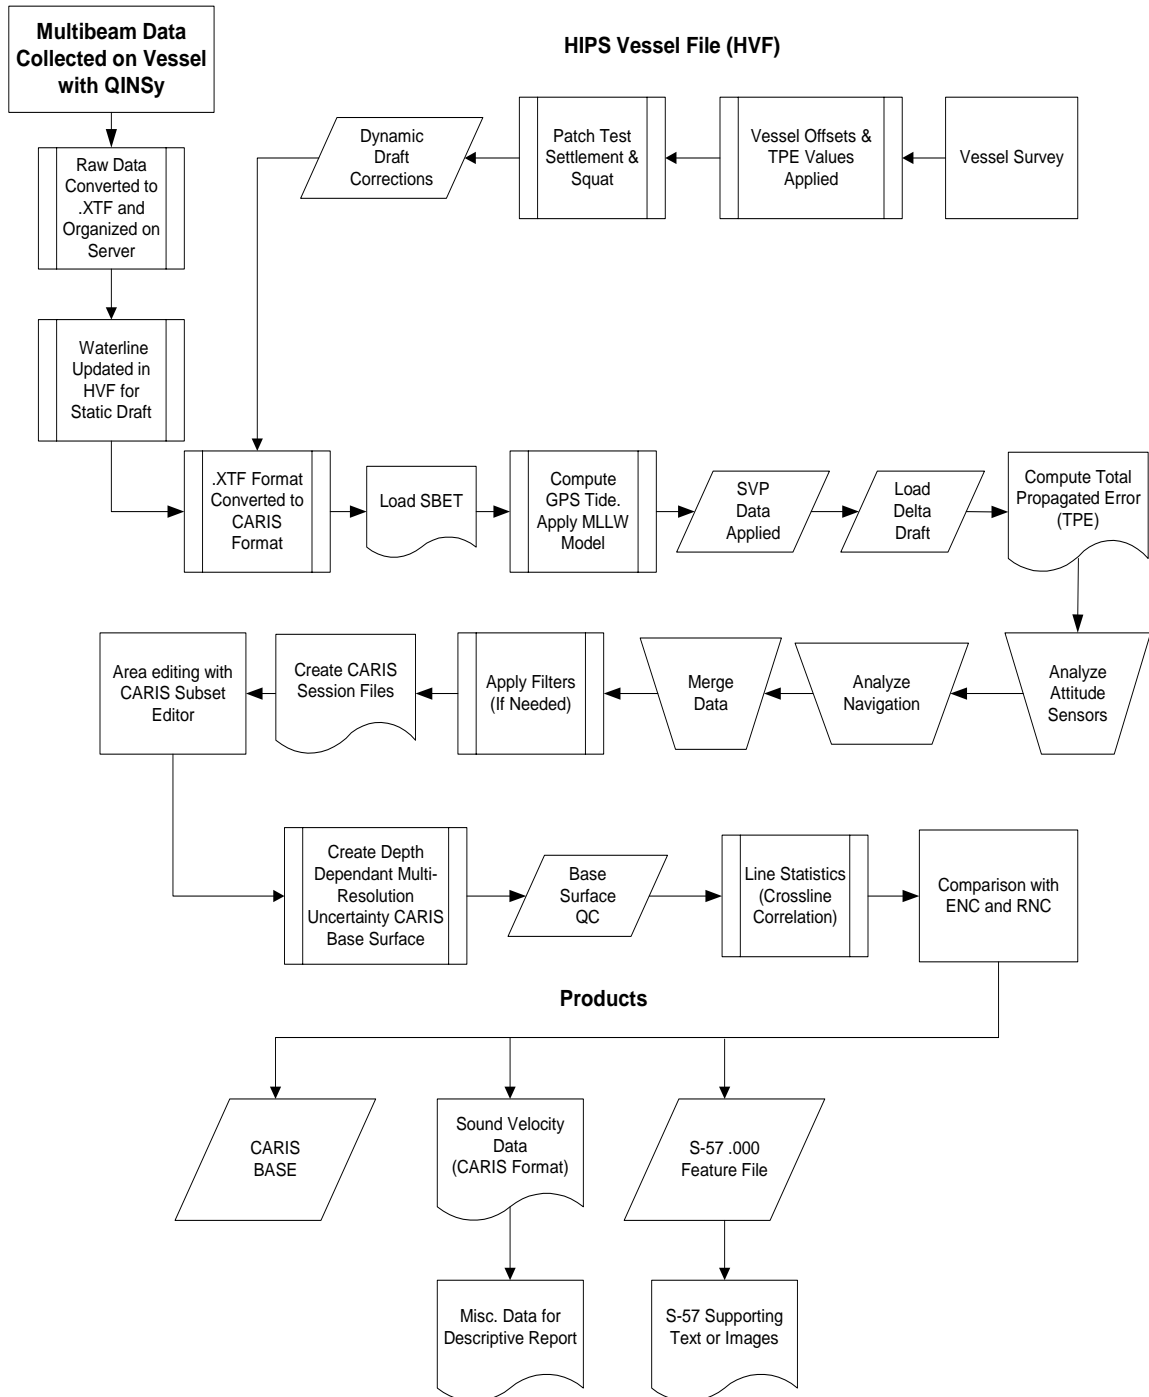 Multibeam Data
Collected on Vessel
with QINSy
HIPS Vessel File (HVF)
Raw Data
Converted to
.XTF and
Organized on
Server
Dynamic
Draft
Corrections
Patch Test
Settlement &
Squat
Vessel Offsets &
TPE Values
Applied
Vessel Survey
Waterline
Updated in
HVF for
Static Draft
.XTF Format
Converted to
CARIS
Format
Load SBET
Compute
GPS Tide.
Apply MLLW
Model
SVP
Data
Applied
Load
Delta
Draft
Compute Total
Propagated Error
(TPE)
Area editing with
CARIS Subset
Editor
Create CARIS
Session Files
Apply Filters
(If Needed)
Merge
Data
Analyze
Navigation
Analyze
Attitude
Sensors
Create Depth
Dependant Multi-
Resolution
Uncertainty CARIS
Base Surface
Base
Surface
QC
Line Statistics
(Crossline
Correlation)
Comparison with
ENC and RNC
Products
CARIS
BASE
Sound Velocity
Data
(CARIS Format)
S-57 .000
Feature File
Misc. Data for
Descriptive Report
S-57 Supporting
Text or Images